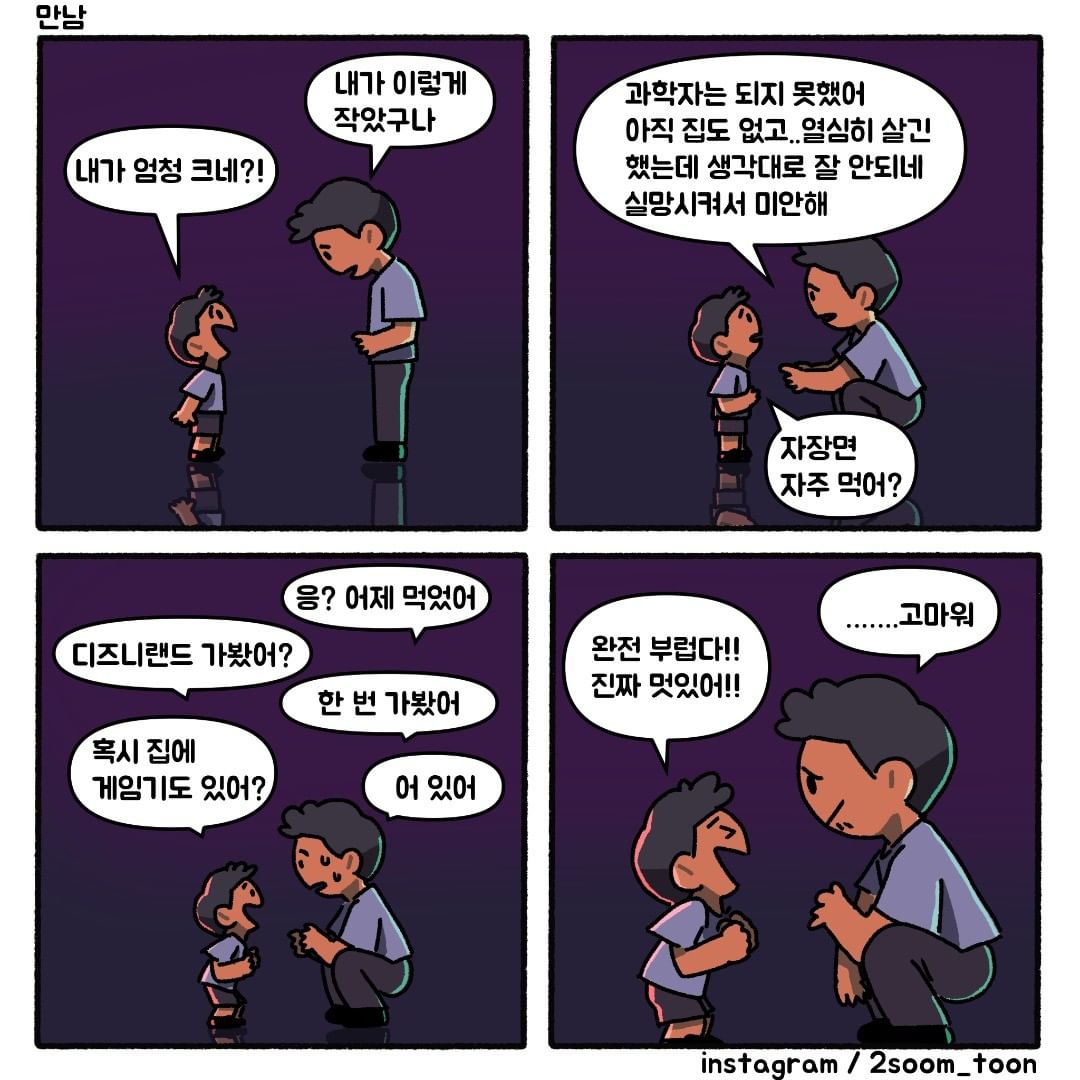 만남
내가 이렇게
작았구나
내가 엄청 크네?!
과학자는 되지 못했어
아직 집도 없고..열심히 살긴
했는데 생각대로 잘 안되네
실망시켜서 미안해
자장면
자주 먹어?
응? 어제 먹었어
디즈니랜드 가봤어?
한 번 가봤어
혹시 집에
게임기도 있어?
어 있어
완전 부럽다!!
진짜 멋있어!!
.......고마워
instagram / 2soom_toon